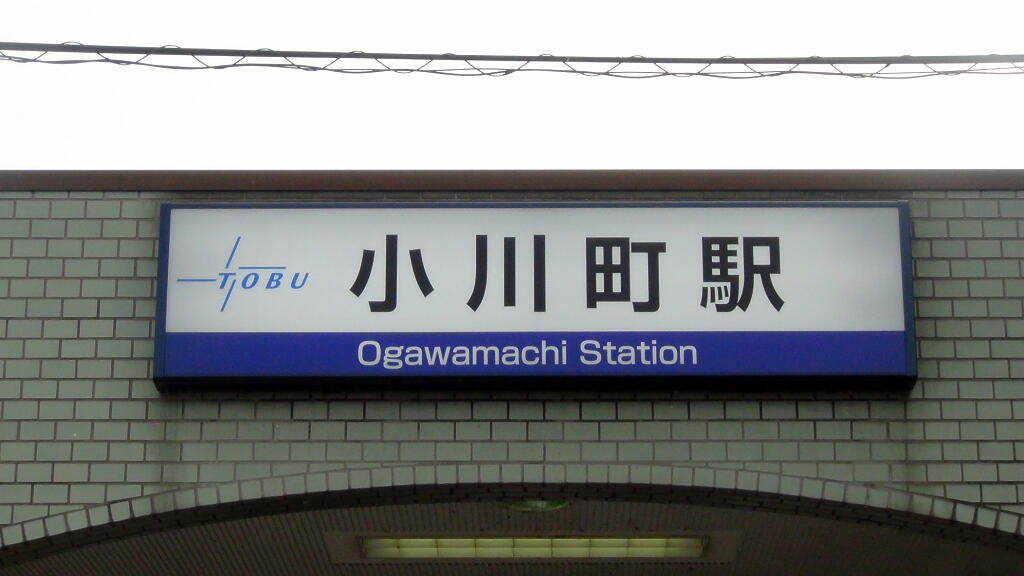 TOBU 小川町駅
Ogawamachi Station